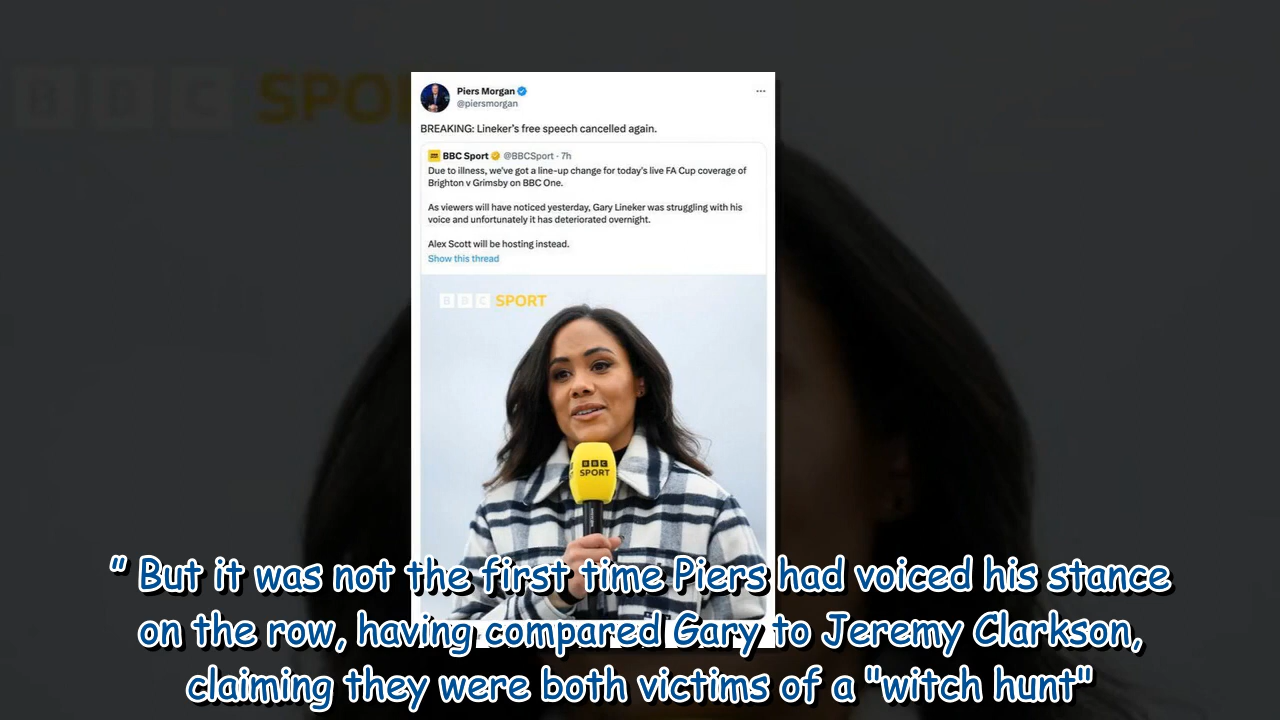 BBC SPO
Piers Morgan
@piersmorgan
BREAKING: Lineker's free speech cancelled again.
BBC Sport @BBCSport · 7h
Due to illness, we've got a line-up change for today's live FA Cup coverage of
Brighton v Grimsby on BBC One.
As viewers will have noticed yesterday, Gary Lineker was struggling with his
voice and unfortunately it has deteriorated overnight.
Alex Scott will be hosting instead.
Show this thread
BBC SPORT
BBC
SPORT
" But it was not the first time Piers had voiced his stance
on the row, having compared Gary to Jeremy Clarkson,
claiming they were both victims of a "witch hunt"